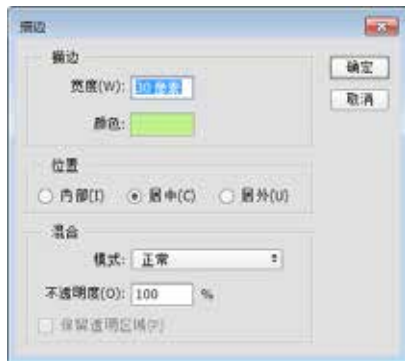 描边
描边
确定
宽度(W): 30 像素
取消
颜色:
位置
内部(I) 居中(C) 居外(U)
混合
模式: 正常
不透明度(O): 100 %
保留透明区域(P)